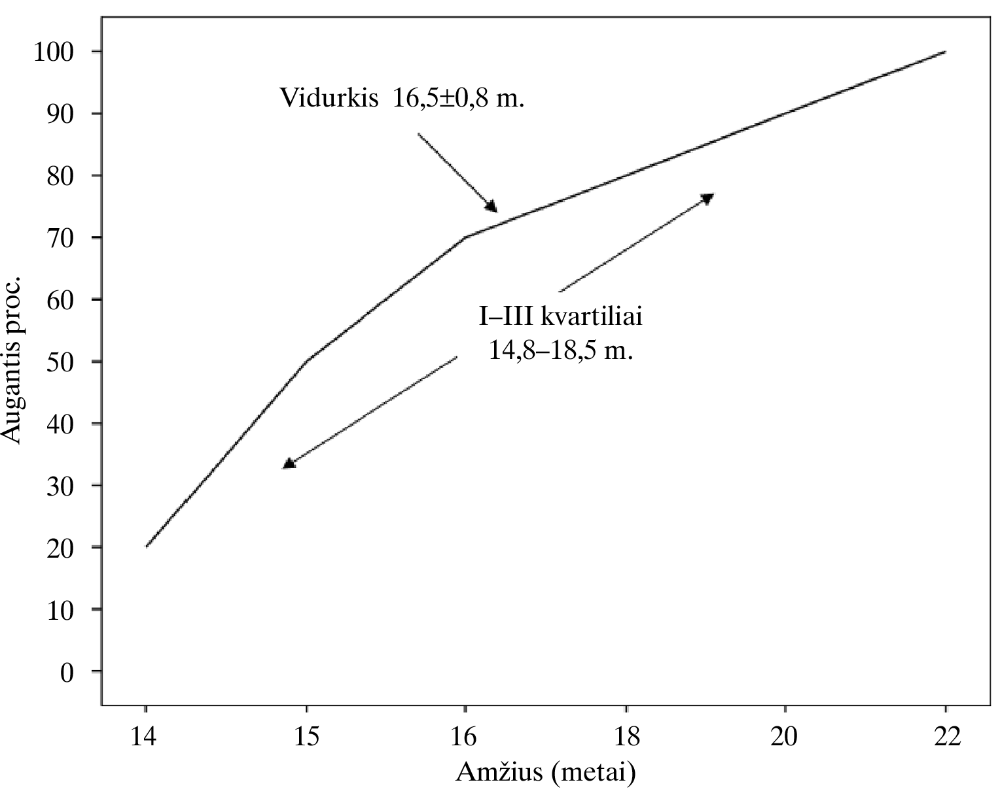 100
90
80
70
60
50
40
30
20
10
0
Augantis proc.
Vidurkis 16,5±0,8 m.
I–III kvartiliai
14,8–18,5 m.
14 15 16 18 20 22
Amžius (metai)